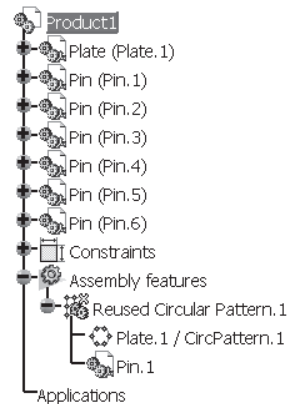 Product1
Plate (Plate.1)
Pin (Pin.1)
Pin (Pin.2)
Pin (Pin.3)
Pin (Pin.4)
Pin (Pin.5)
Pin (Pin.6)
Constraints
Assembly features
Reused Circular Pattern.1
Plate.1 / CircPattern.1
Pin.1
Applications